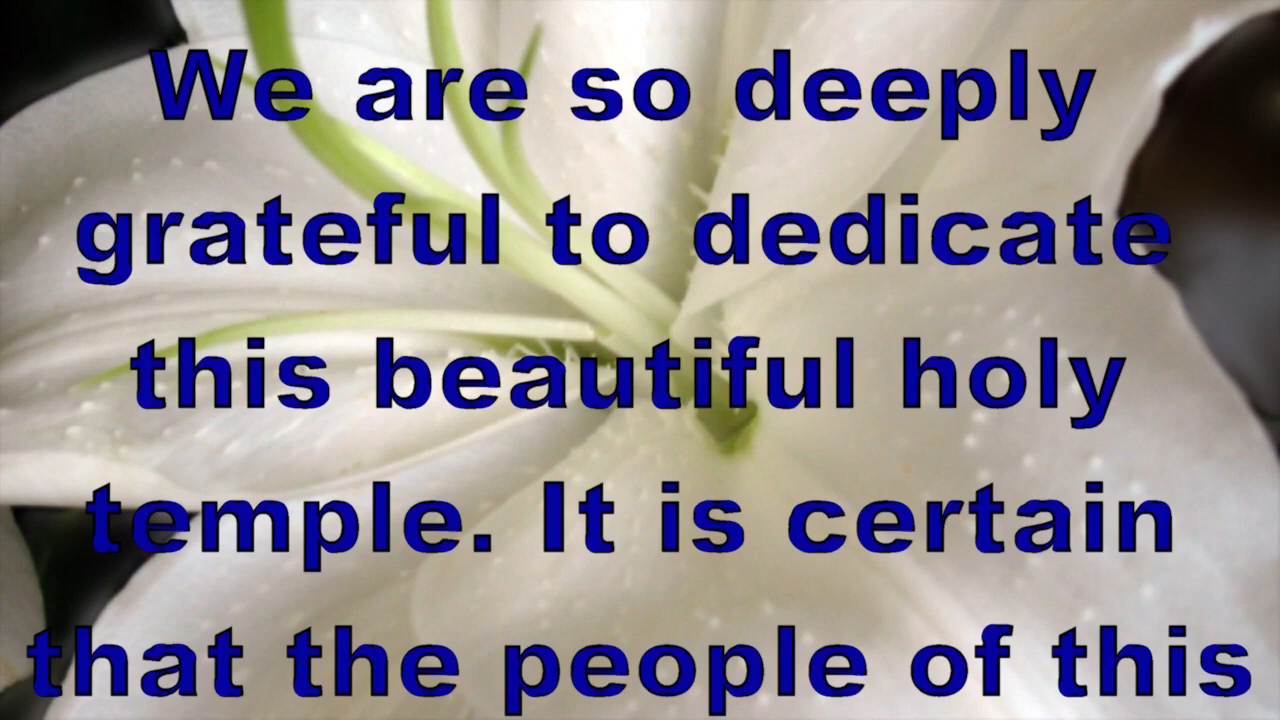 We are so deeply
grateful to dedicate
this beautiful holy
temple. It is certain
that the people of this